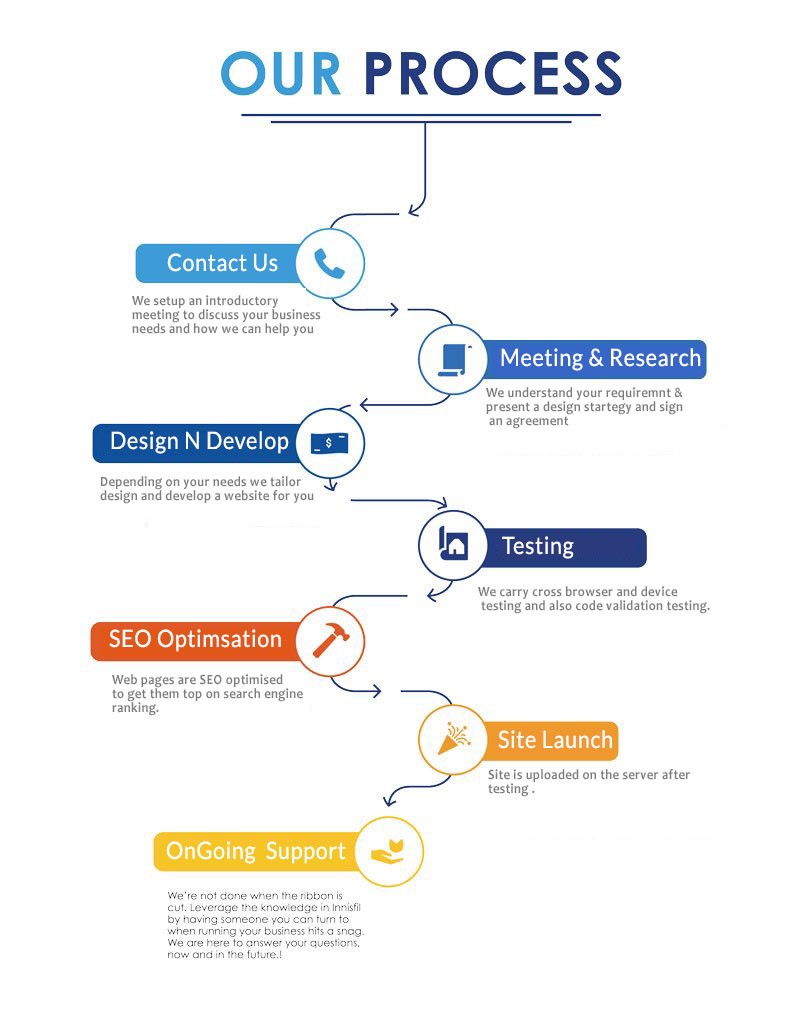 OUR PROCESS
Contact Us
We setup an introductory
meeting to discuss your business
needs and how we can help you
Meeting & Research
We understand your requiremnt &
present a design startegy and sign
an agreement
Design N Develop
$
Depending on your needs we tailor
design and develop a website for you
Testing
We carry cross browser and device
testing and also code validation testing.
SEO Optimsation
Web pages are SEO optimised
to get them top on search engine
ranking.
Site Launch
Site is uploaded on the server after
testing .
OnGoing Support
We're not done when the ribbon is
cut. Leverage the knowledge in Innisfil
by having someone you can turn to
when running your business hits a snag.
We are here to answer your questions,
now and in the future.!